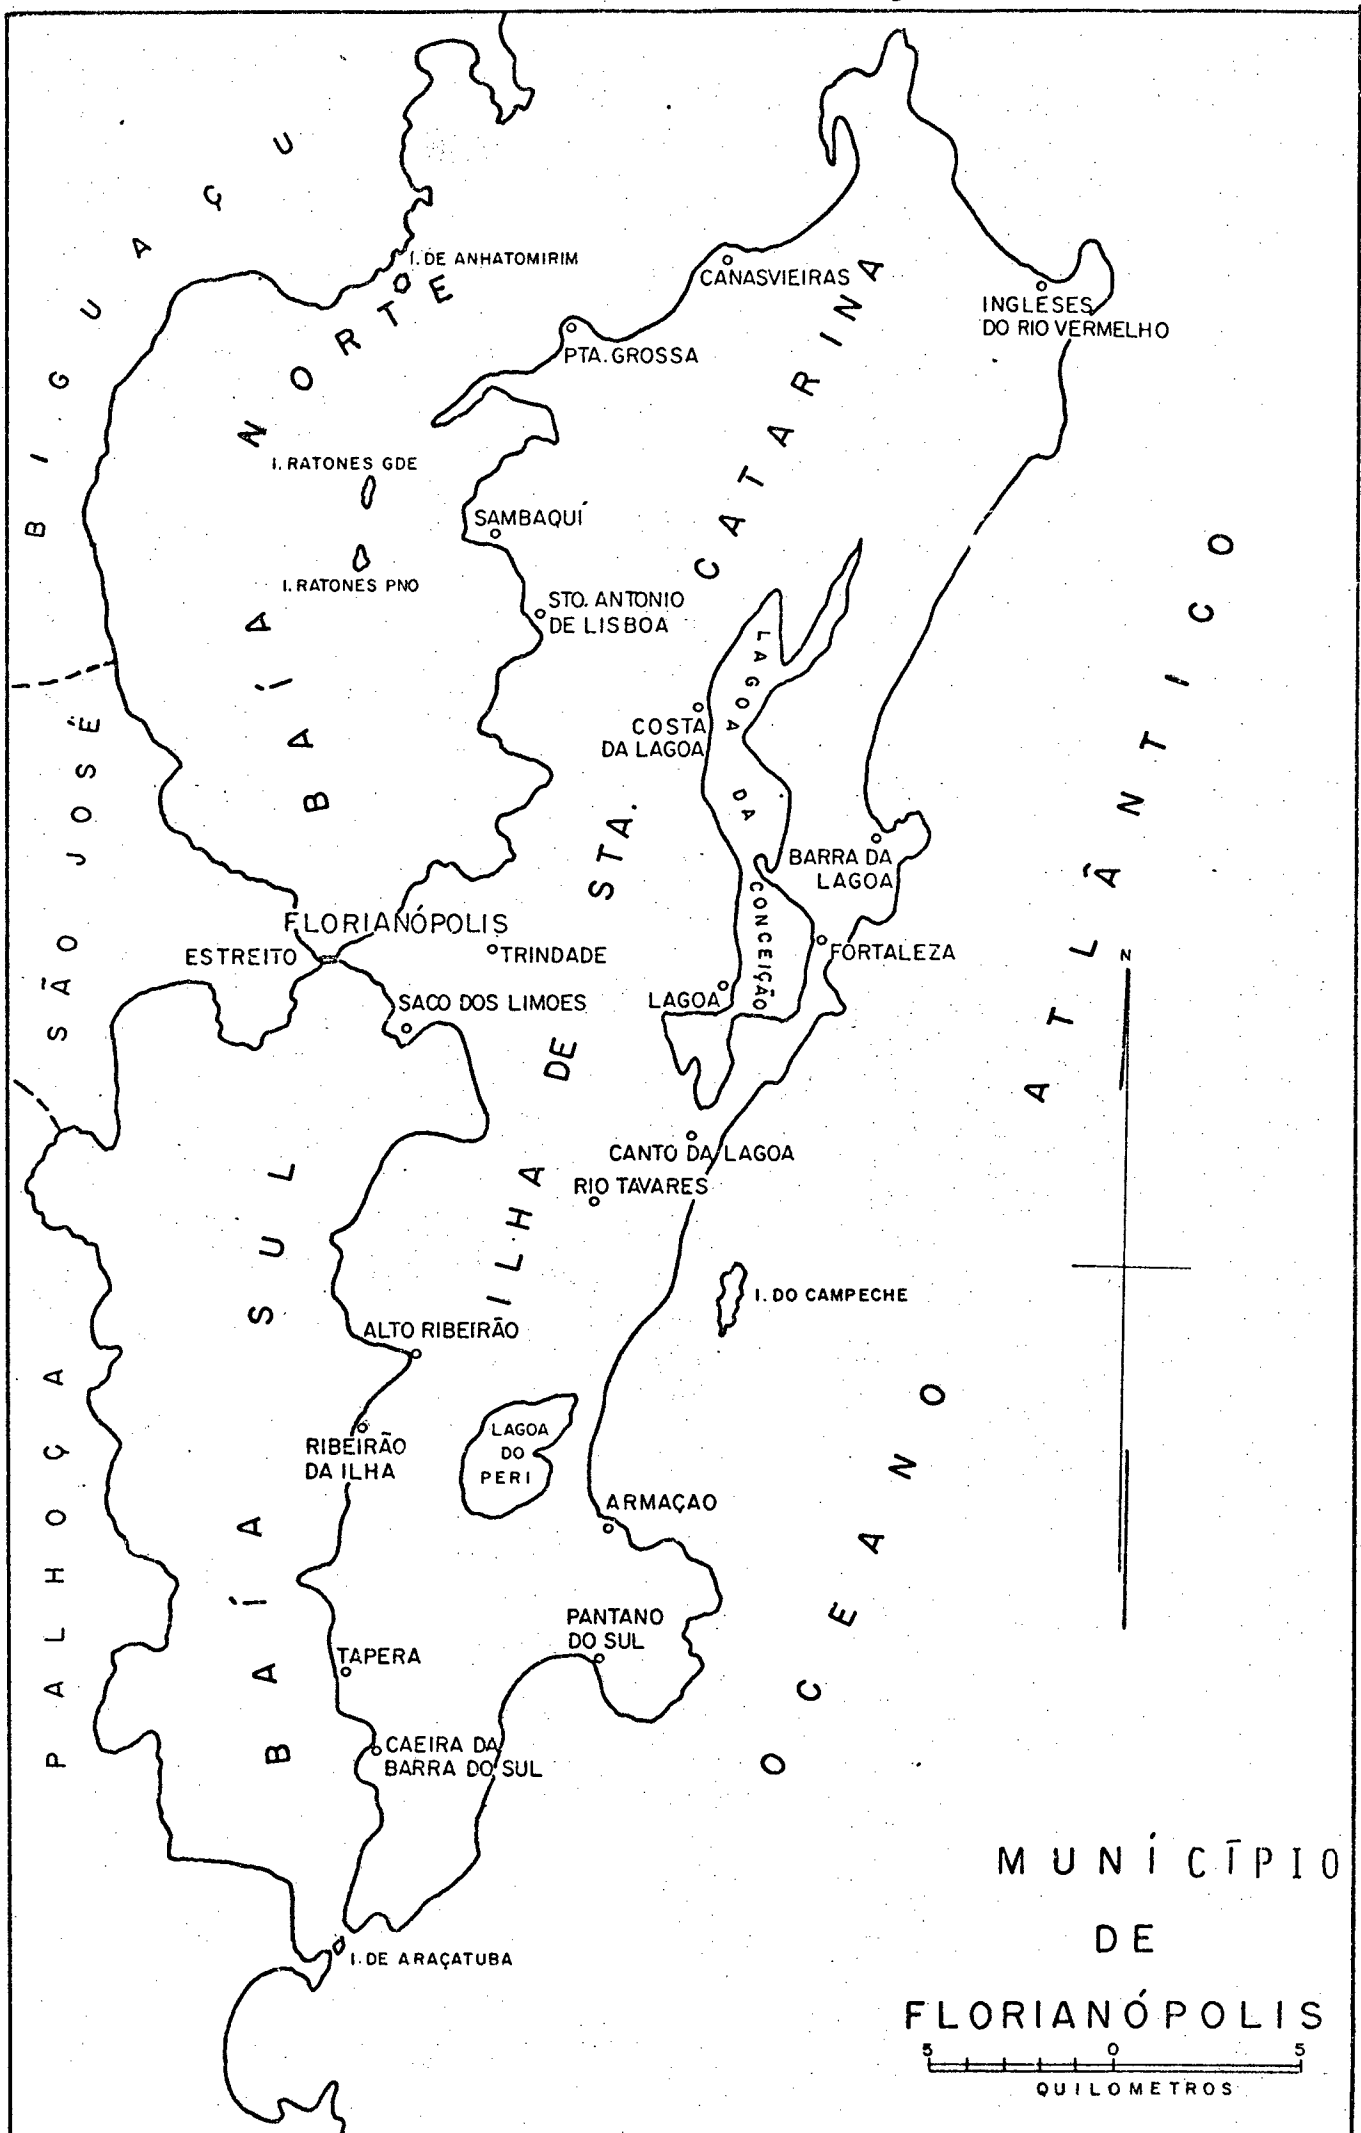 BIGUAÇU
I. DE ANHATOMIRIM
CANASVIEIRAS
INGLESES
DO RIO VERMELHO
PTA. GROSSA
BAÍA NORTE
I. RATONES GDE
SAMBAQUÍ
I. RATONES PNO
STO. ANTONIO
DE LISBOA
ILHA DE STA. CATARINA
LAGOA DA CONCEIÇÃO
COSTA
DA LAGOA
SÃO JOSÉ
BARRA DA
LAGOA
FLORIANÓPOLIS
ESTREITO
TRINDADE
FORTALEZA
SACO DOS LIMOES
LAGOA
OCEANO ATLÂNTICO
N
CANTO DA LAGOA
RIO TAVARES
I. DO CAMPECHE
BAÍA SUL
ALTO RIBEIRÃO
PALHOÇA
LAGOA
DO
PERI
RIBEIRÃO
DA ILHA
ARMAÇAO
PANTANO
DO SUL
TAPERA
CAEIRA DA
BARRA DO SUL
I. DE ARAÇATUBA
MUNÍCĪPIO
DE
FLORIANÓPOLIS
5 0 5
QUILOMETROS